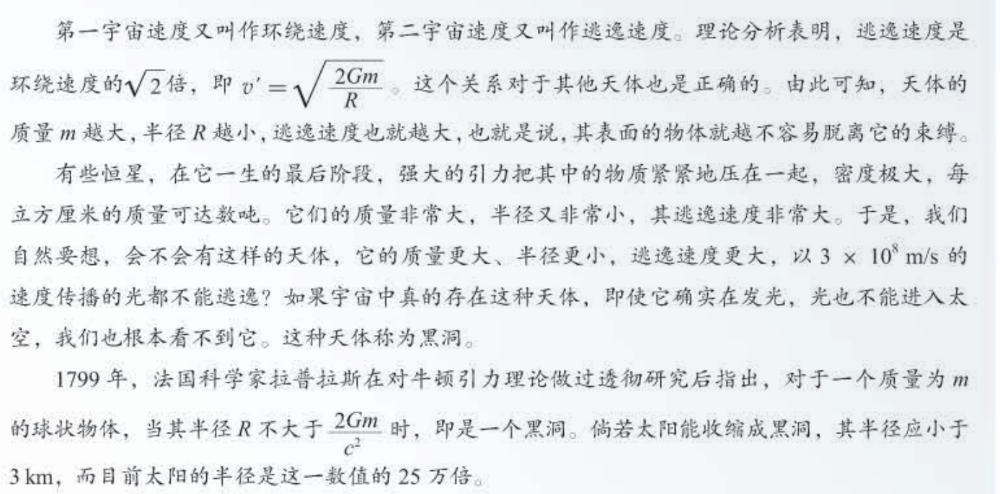 第一宇宙速度又叫作环绕速度，第二宇宙速度又叫作逃逸速度。理论分析表明，逃逸速度是
环绕速度的√2倍，即 v′ = √(2Gm/R)。这个关系对于其他天体也是正确的。由此可知，天体的
质量 m 越大，半径 R 越小，逃逸速度也就越大，也就是说，其表面的物体就越不容易脱离它的束缚。
有些恒星，在它一生的最后阶段，强大的引力把其中的物质紧紧地压在一起，密度极大，每
立方厘米的质量可达数吨。它们的质量非常大，半径又非常小，其逃逸速度非常大。于是，我们
自然要想，会不会有这样的天体，它的质量更大、半径更小，逃逸速度更大，以 3 × 10⁸ m/s 的
速度传播的光都不能逃逸？如果宇宙中真的存在这种天体，即使它确实在发光，光也不能进入太
空，我们也根本看不到它。这种天体称为黑洞。
1799 年，法国科学家拉普拉斯在对牛顿引力理论做过透彻研究后指出，对于一个质量为 m
的球状物体，当其半径 R 不大于 2Gm/c² 时，即是一个黑洞。倘若太阳能收缩成黑洞，其半径应小于
3 km，而目前太阳的半径是这一数值的 25 万倍。